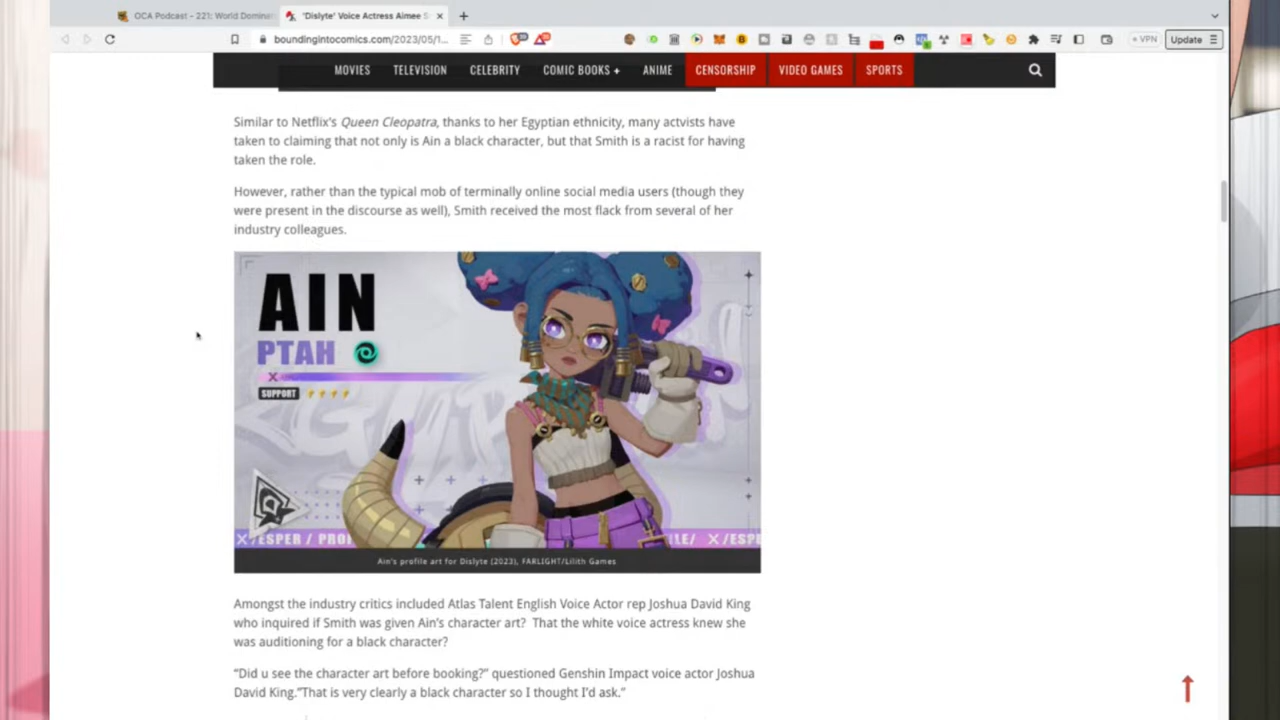 OCA Podcast - 221: World Domina
'Dislyte' Voice Actress Aimee S
boundingintocomics.com/2023/05/1...
VPN
Update
MOVIES
TELEVISION
CELEBRITY
COMIC BOOKS +
ANIME
CENSORSHIP
VIDEO GAMES
SPORTS
Similar to Netflix's Queen Cleopatra, thanks to her Egyptian ethnicity, many actvists have
taken to claiming that not only is Ain a black character, but that Smith is a racist for having
taken the role.
However, rather than the typical mob of terminally online social media users (though they
were present in the discourse as well), Smith received the most flack from several of her
industry colleagues.
AIN
PTAH
SUPPORT
ESPER / PROF
ILE/ X/ESP
Ain's profile art for Dislyte (2023), FARLIGHT/Lilith Games
Amongst the industry critics included Atlas Talent English Voice Actor rep Joshua David King
who inquired if Smith was given Ain's character art? That the white voice actress knew she
was auditioning for a black character?
"Did u see the character art before booking?" questioned Genshin Impact voice actor Joshua
David King."That is very clearly a black character so I thought I'd ask."